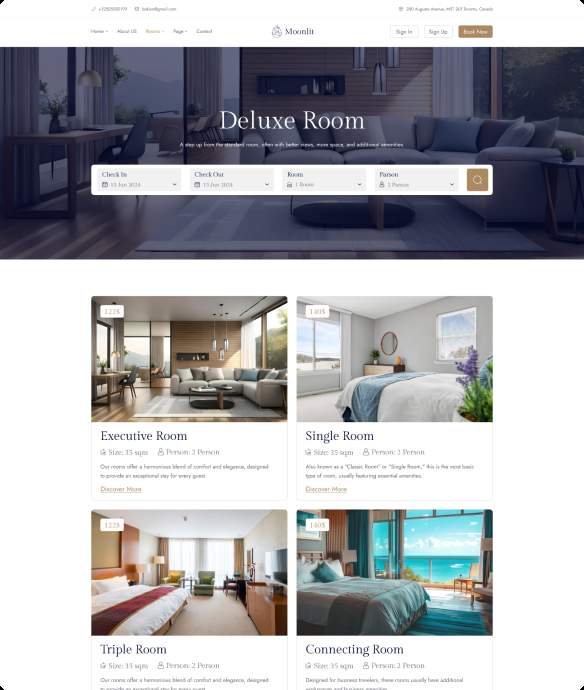 +12505550199 bokinn@gmail.com
280 Augusta Avenue, M5T 2L9 Toronto, Canada
Home About US Rooms Page Contact
Moonlit
Sign In Sign Up Book Now
Deluxe Room
A step up from the standard room, often with better views, more space, and additional amenities.
Check In
15 Jun 2024
Check Out
15 Jun 2024
Room
1 Room
Parson
2 Person
122$
Executive Room
Size: 35 sqm Person: 2 Person
Our rooms offer a harmonious blend of comfort and elegance, designed
to provide an exceptional stay for every guest
Discover More
140$
Single Room
Size: 35 sqm Person: 2 Person
Also known as a "Classic Room" or "Single Room," this is the most basic
type of room, usually featuring essential amenities.
Discover More
122$
Triple Room
Size: 35 sqm Person: 2 Person
Our rooms offer a harmonious blend of comfort and elegance, designed
to provide an exceptional stay for every guest
140$
Connecting Room
Size: 35 sqm Person: 2 Person
Designed for business travelers, these rooms usually have additional
workspaces and business amenities.